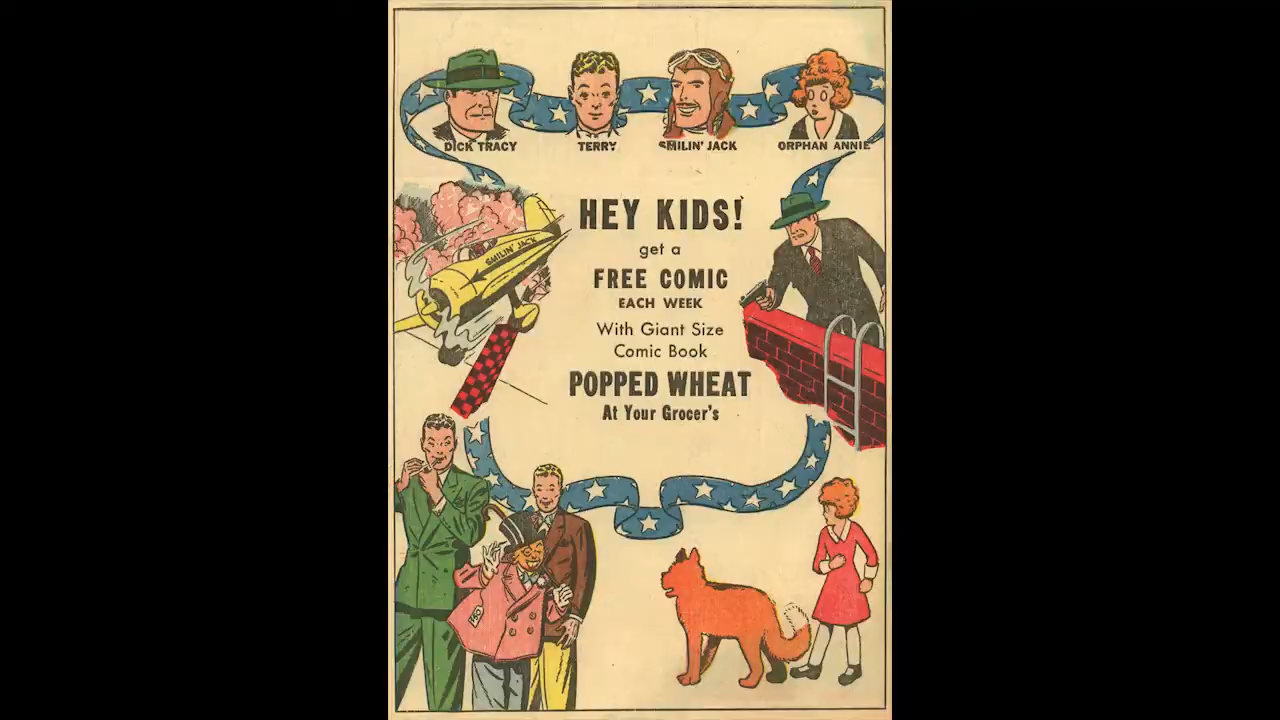 DICK TRACY
TERRY
SMILIN' JACK
ORPHAN ANNIE
HEY KIDS!
get a
FREE COMIC
EACH WEEK
With Giant Size
Comic Book
POPPED WHEAT
At Your Grocer's
SMILIN' JACK